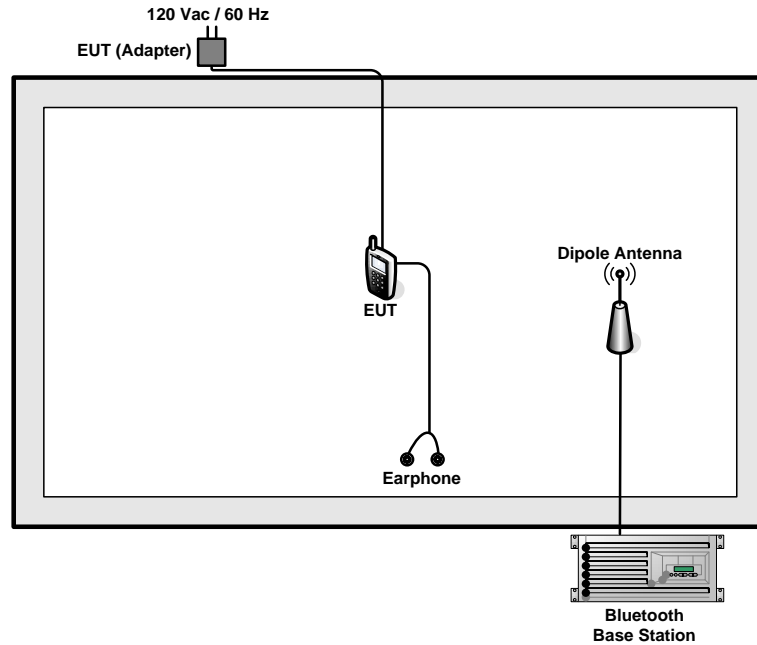 120 Vac / 60 Hz
EUT (Adapter)
Dipole Antenna
EUT
Earphone
Bluetooth
Base Station